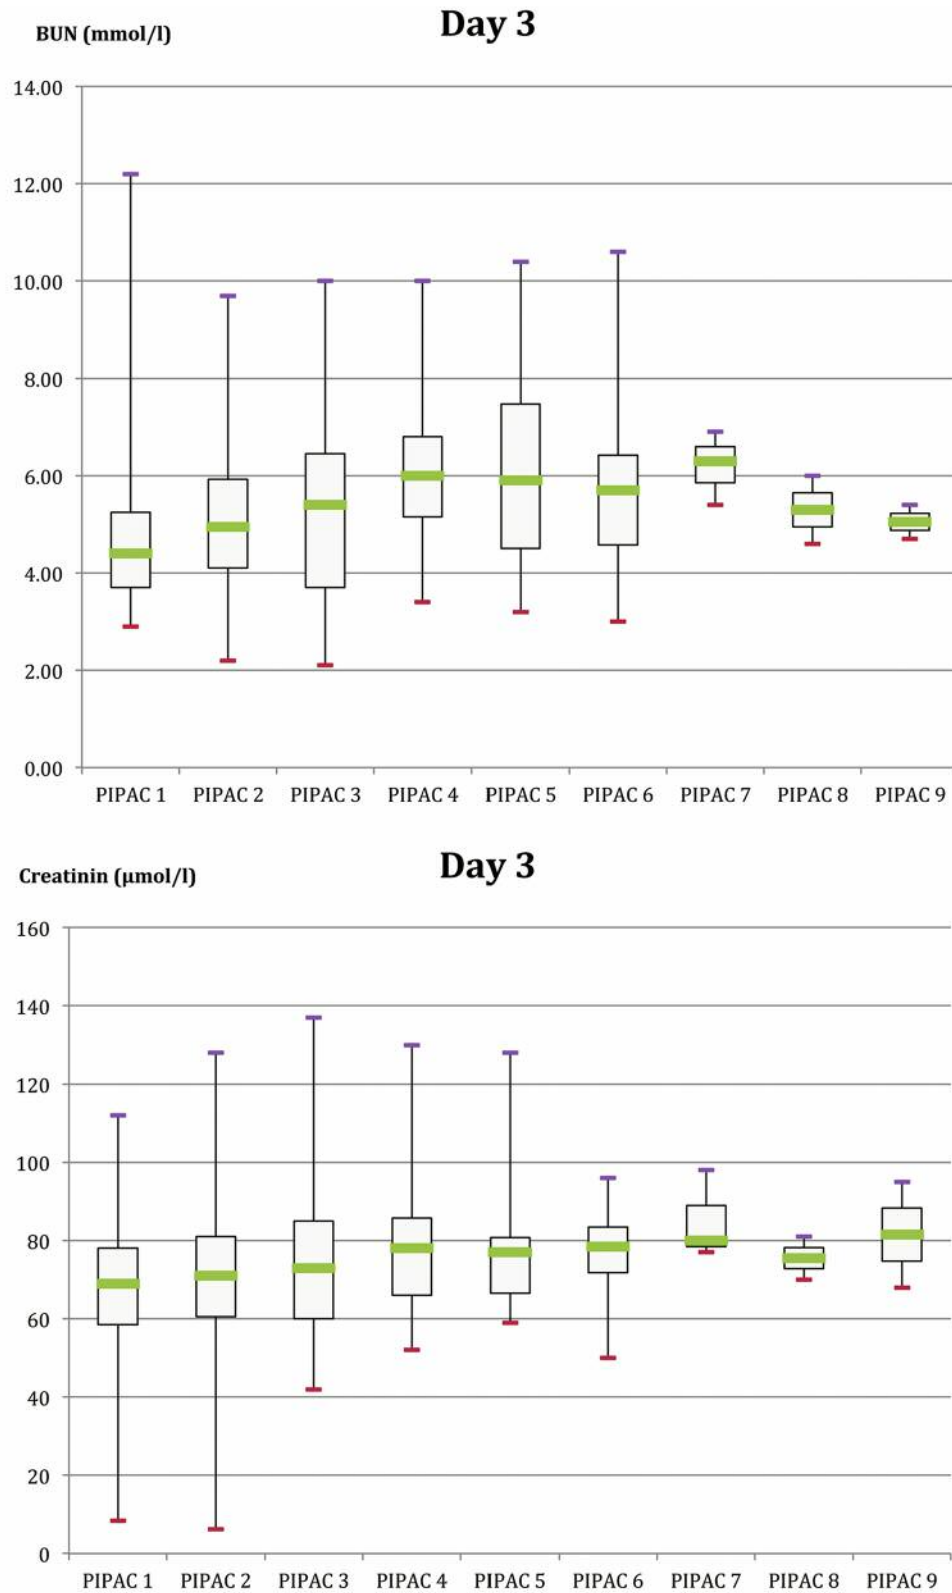 Day 3
BUN (mmol/l)
14.00
12.00
10.00
8.00
6.00
4.00
2.00
0.00
PIPAC 1 PIPAC 2 PIPAC 3 PIPAC 4 PIPAC 5 PIPAC 6 PIPAC 7 PIPAC 8 PIPAC 9
Day 3
Creatinin (µmol/l)
160
140
120
100
80
60
40
20
0
PIPAC 1 PIPAC 2 PIPAC 3 PIPAC 4 PIPAC 5 PIPAC 6 PIPAC 7 PIPAC 8 PIPAC 9